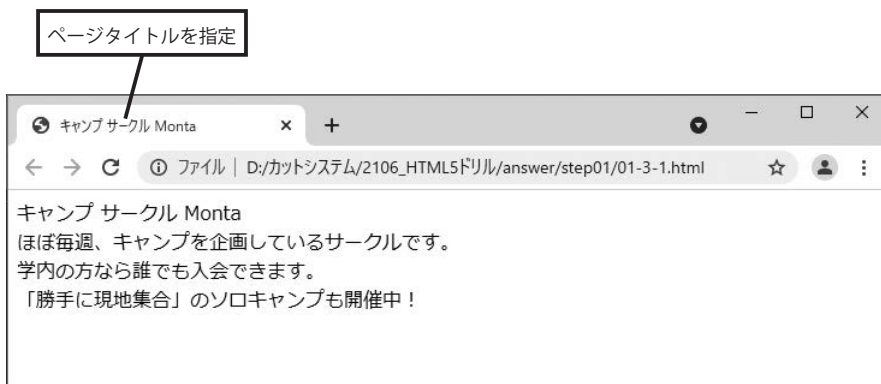 ページタイトルを指定
キャンプ サークル Monta
ファイル | D:/カットシステム/2106_HTML5ドリル/answer/step01/01-3-1.html
キャンプ サークル Monta
ほぼ毎週、キャンプを企画しているサークルです。
学内の方なら誰でも入会できます。
「勝手に現地集合」のソロキャンプも開催中！